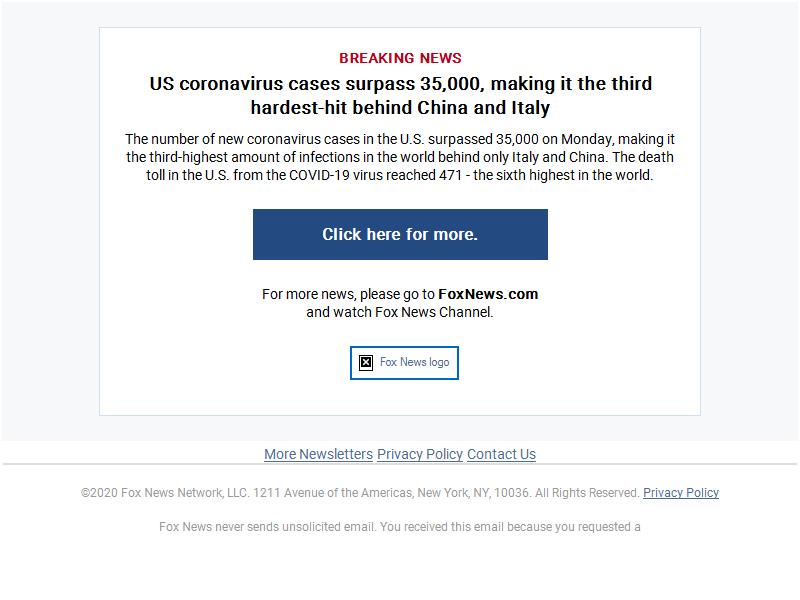 BREAKING NEWS
US coronavirus cases surpass 35,000, making it the third
hardest-hit behind China and Italy
The number of new coronavirus cases in the U.S. surpassed 35,000 on Monday, making it
the third-highest amount of infections in the world behind only Italy and China. The death
toll in the U.S. from the COVID-19 virus reached 471 - the sixth highest in the world.
Click here for more.
For more news, please go to FoxNews.com
and watch Fox News Channel.
Fox News logo
More Newsletters Privacy Policy Contact Us
©2020 Fox News Network, LLC. 1211 Avenue of the Americas, New York, NY, 10036. All Rights Reserved. Privacy Policy
Fox News never sends unsolicited email. You received this email because you requested a